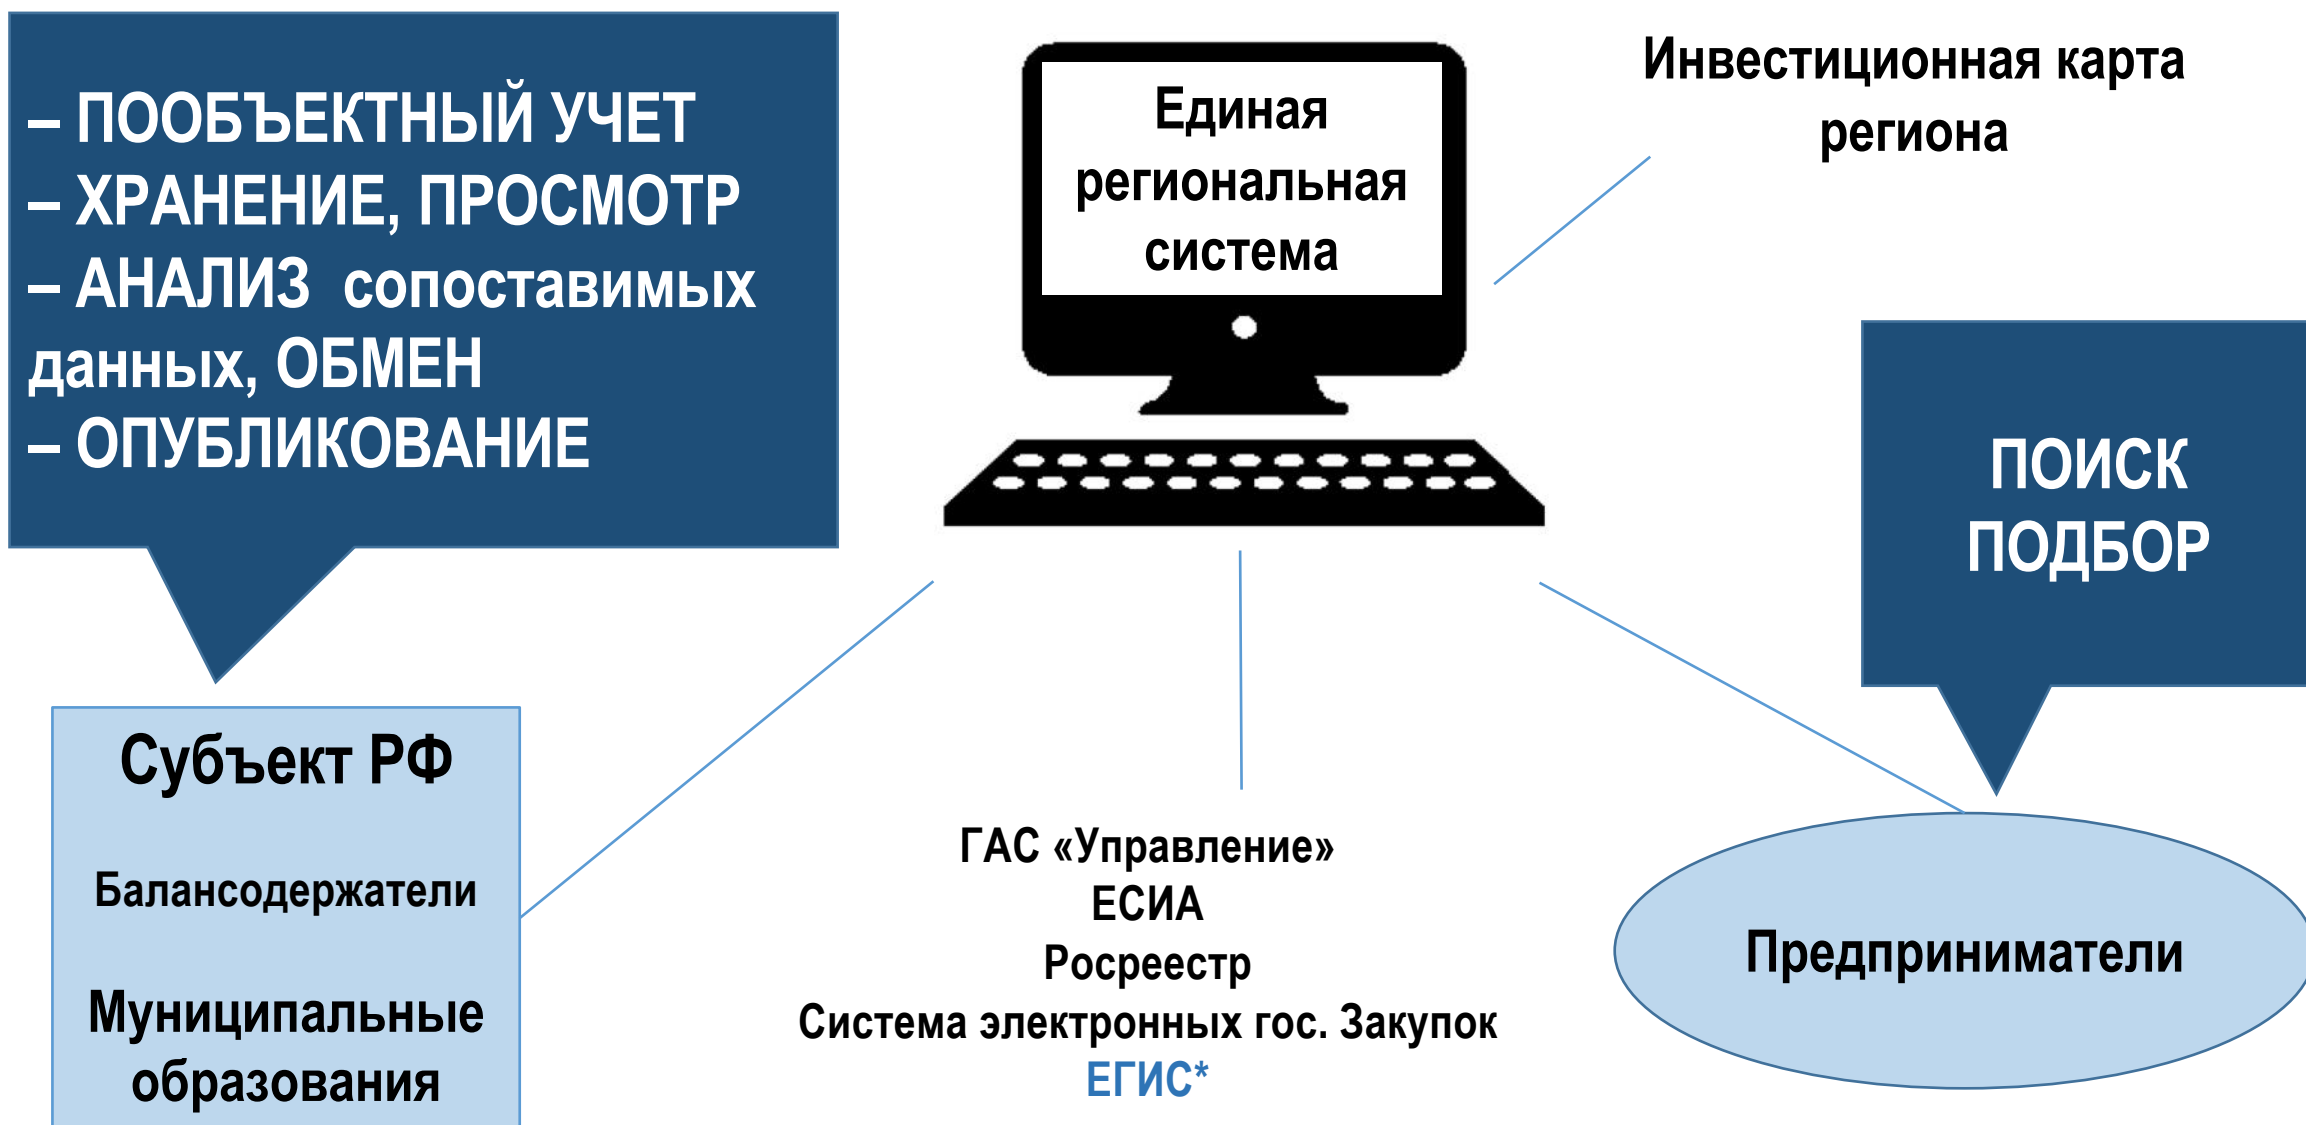 – ПООБЪЕКТНЫЙ УЧЕТ
– ХРАНЕНИЕ, ПРОСМОТР
– АНАЛИЗ сопоставимых
данных, ОБМЕН
– ОПУБЛИКОВАНИЕ
Единая
региональная
система
Инвестиционная карта
региона
ПОИСК
ПОДБОР
Субъект РФ
Балансодержатели
Муниципальные
образования
ГАС «Управление»
ЕСИА
Росреестр
Система электронных гос. Закупок
ЕГИС*
Предприниматели